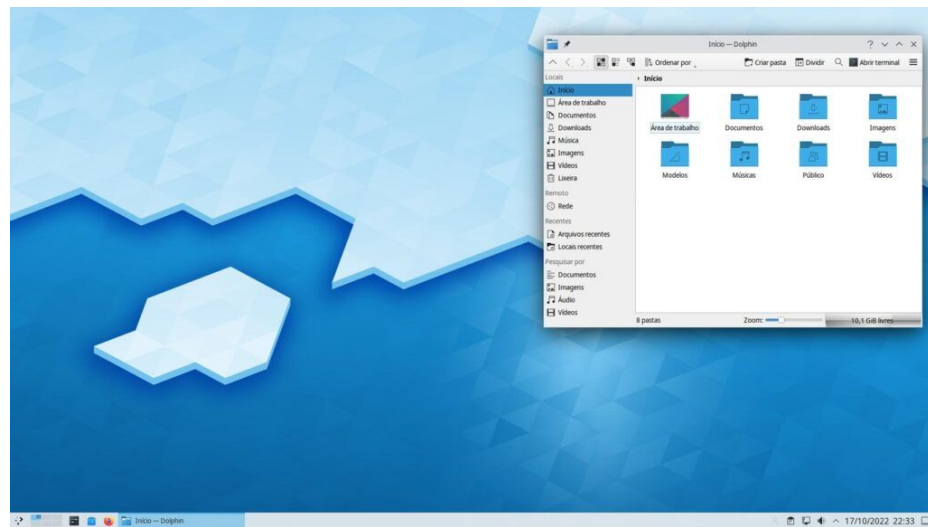 Início — Dolphin
Ordenar por
Criar pasta
Dividir
Abrir terminal
Locais
Início
Área de trabalho
Documentos
Downloads
Música
Imagens
Vídeos
Lixeira
Remoto
Rede
Recentes
Arquivos recentes
Locais recentes
Pesquisar por
Documentos
Imagens
Áudio
Vídeos
Início
Área de trabalho
Documentos
Downloads
Imagens
Modelos
Músicas
Público
Vídeos
8 pastas
Zoom:
10,1 GiB livres
Início — Dolphin
17/10/2022 22:33